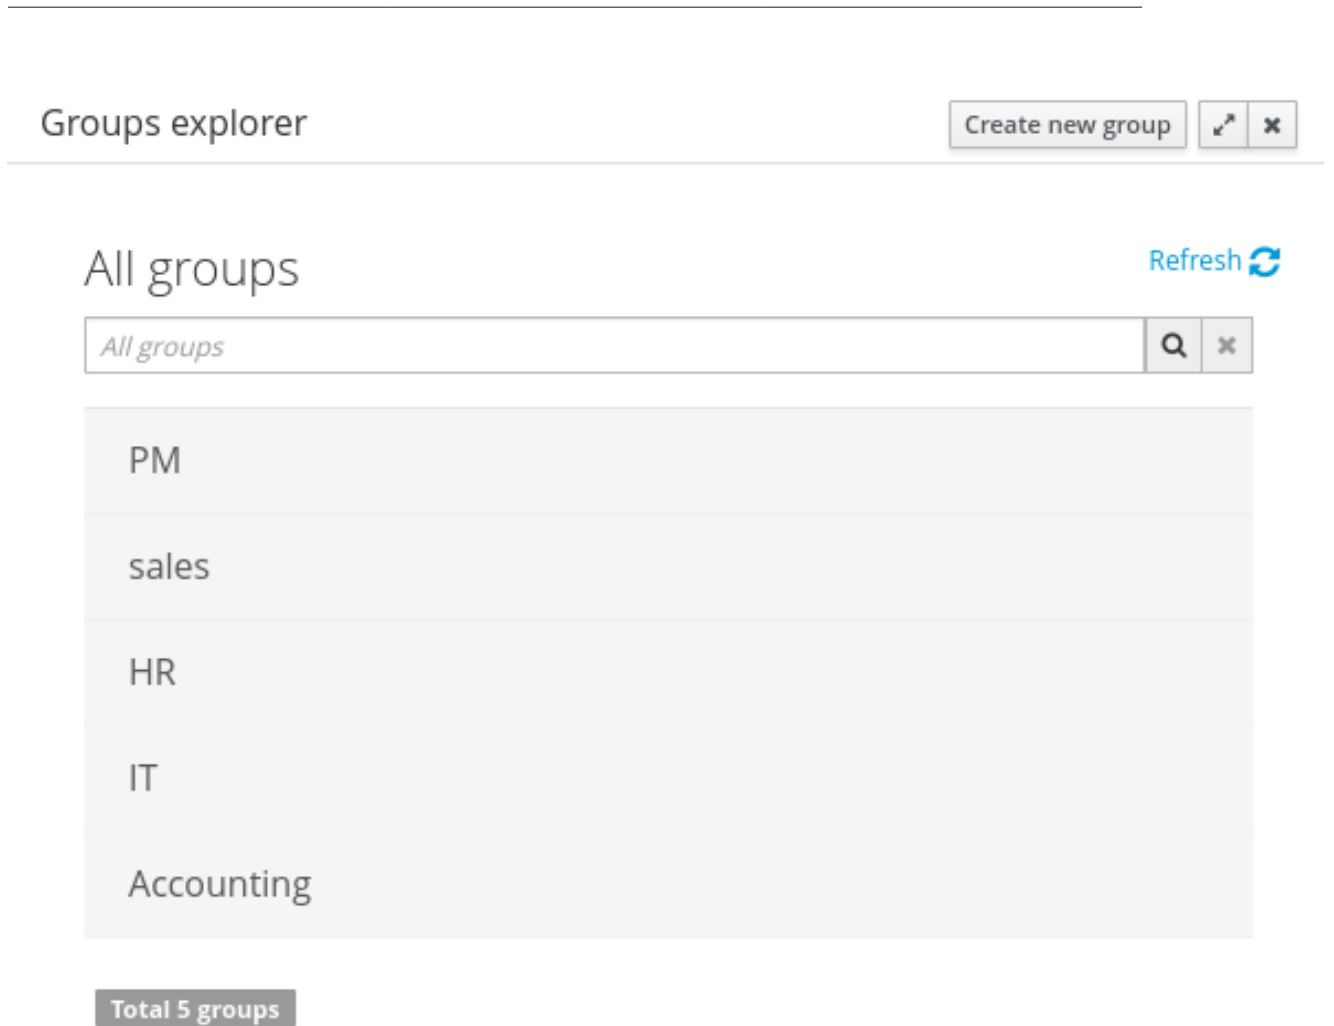 Groups explorer
Create new group
All groups
Refresh
All groups
PM
sales
HR
IT
Accounting
Total 5 groups